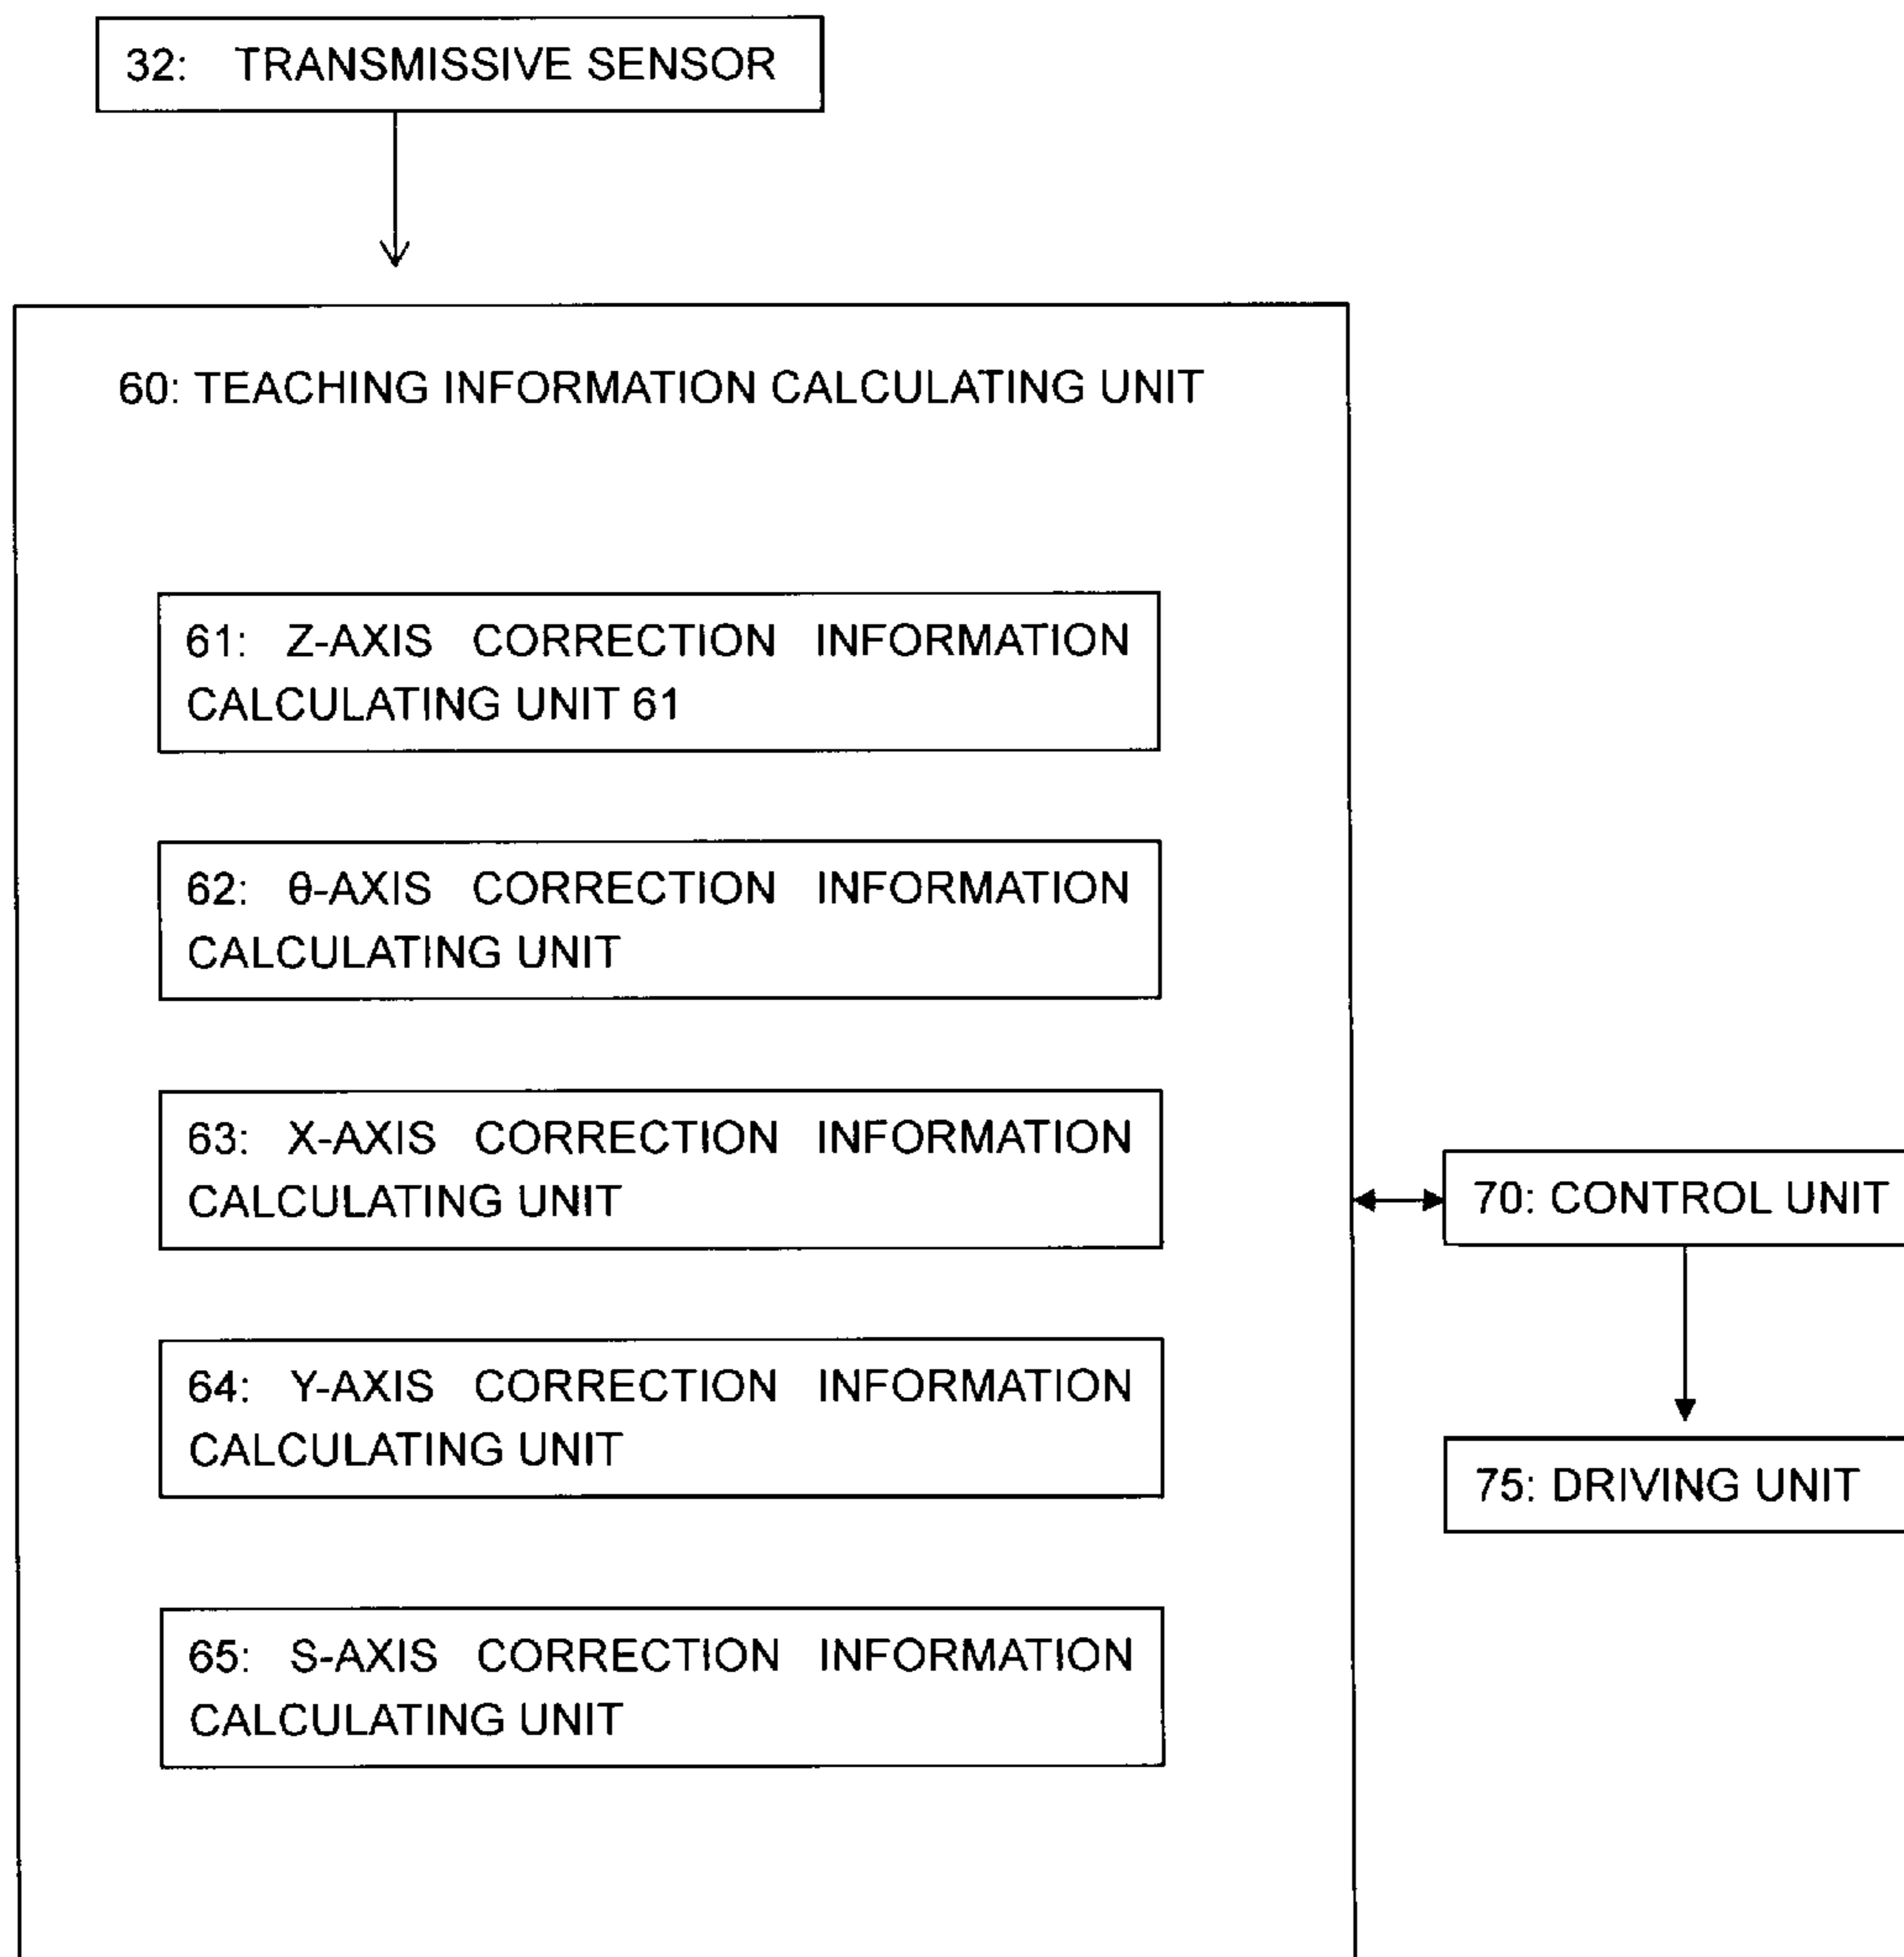 32: TRANSMISSIVE SENSOR
60: TEACHING INFORMATION CALCULATING UNIT
61: Z-AXIS CORRECTION INFORMATION
CALCULATING UNIT 61
62: θ-AXIS CORRECTION INFORMATION
CALCULATING UNIT
63: X-AXIS CORRECTION INFORMATION
CALCULATING UNIT
70: CONTROL UNIT
64: Y-AXIS CORRECTION INFORMATION
CALCULATING UNIT
75: DRIVING UNIT
65: S-AXIS CORRECTION INFORMATION
CALCULATING UNIT